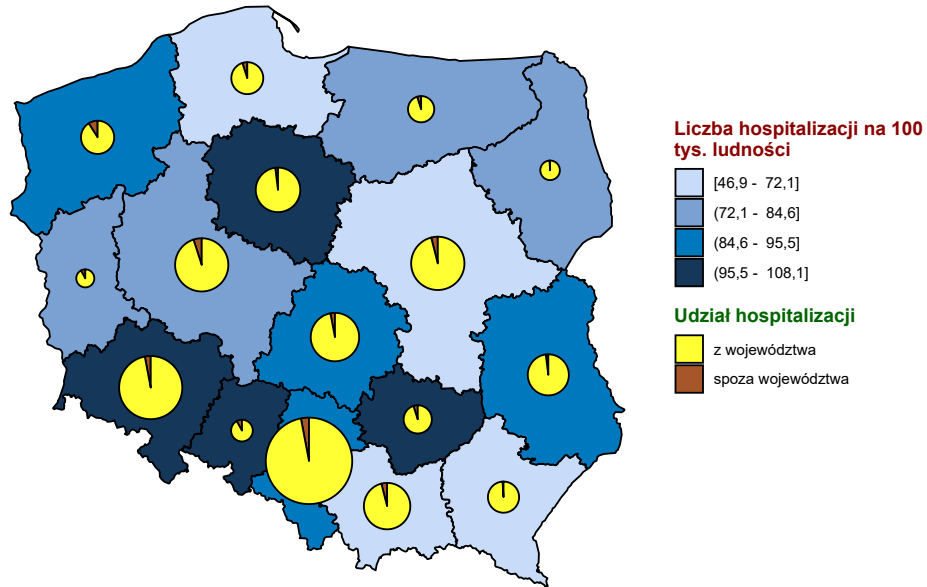 Liczba hospitalizacji na 100
tys. ludności
[46,9 - 72,1]
(72,1 - 84,6]
(84,6 - 95,5]
(95,5 - 108,1]
Udział hospitalizacji
z województwa
spoza województwa